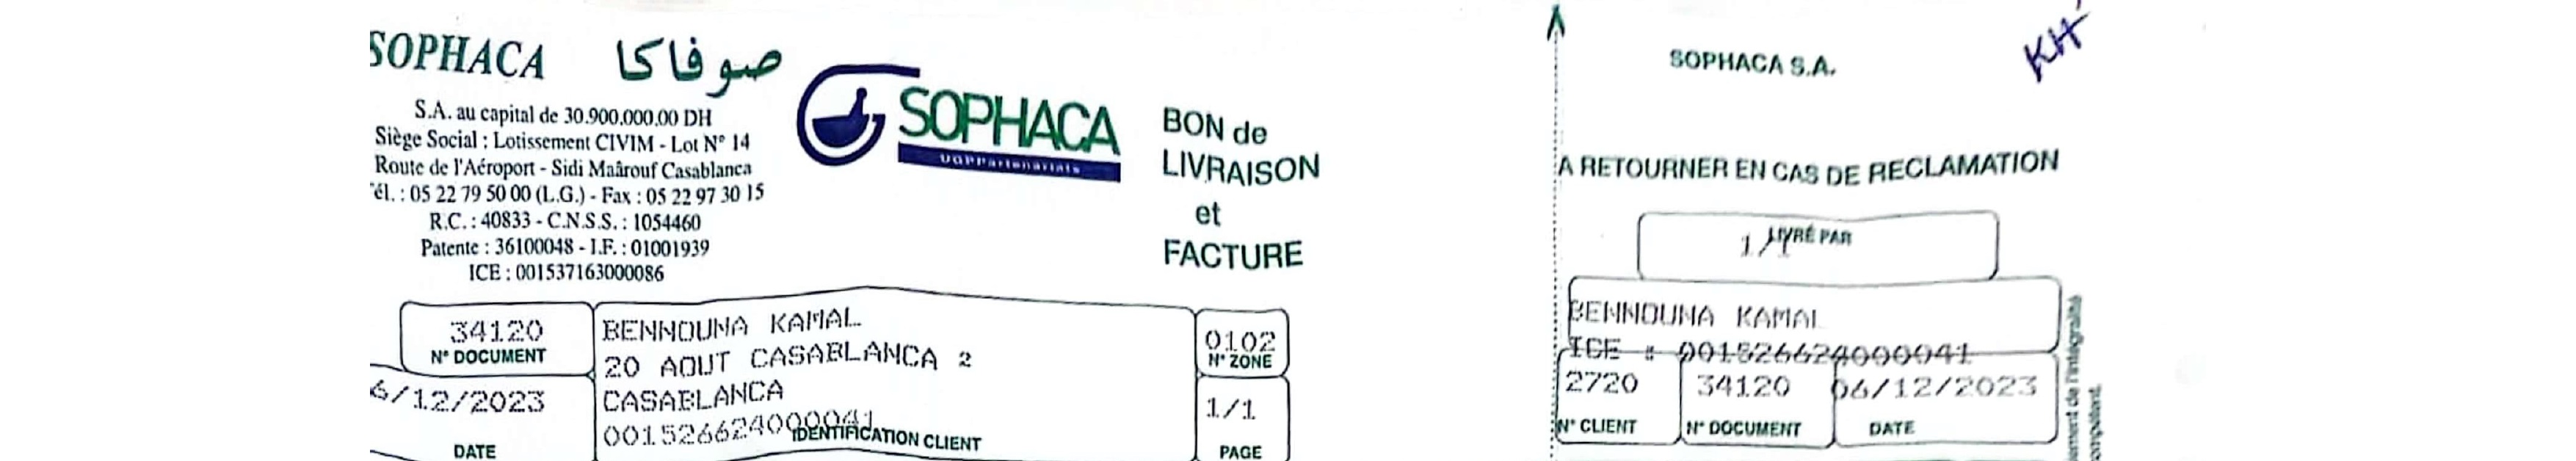 SOPHACA صوفاكا
S.A. au capital de 30.900.000.00 DH
Siège Social : Lotissement CIVIM - Lot N° 14
Route de l'Aéroport - Sidi Maârouf Casablanca
él. : 05 22 79 50 00 (L.G.) - Fax : 05 22 97 30 15
R.C. : 40833 - C.N.S.S. : 1054460
Patente : 36100048 - I.F. : 01001939
ICE : 001537163000086
SOPHACA
UGPPartenariats
BON de
LIVRAISON
et
FACTURE
34120
N° DOCUMENT
6/12/2023
DATE
BENNOUNA KAMAL
20 AOUT CASABLANCA 2
CASABLANCA
001526624000041
IDENTIFICATION CLIENT
0102
N° ZONE
1/1
PAGE
SOPHACA S.A.
KH
A RETOURNER EN CAS DE RECLAMATION
LIVRÉ PAR
1/1
BENNOUNA KAMAL
ICE : 001526624000041
2720
N° CLIENT
34120
N° DOCUMENT
06/12/2023
DATE
ement de l'intégralité
ompétent.